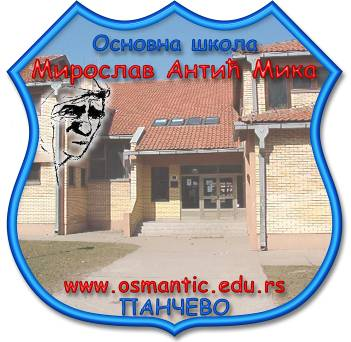 Основна школа
Мирослав Антић Мика
www.osmantic.edu.rs
ПАНЧЕВО